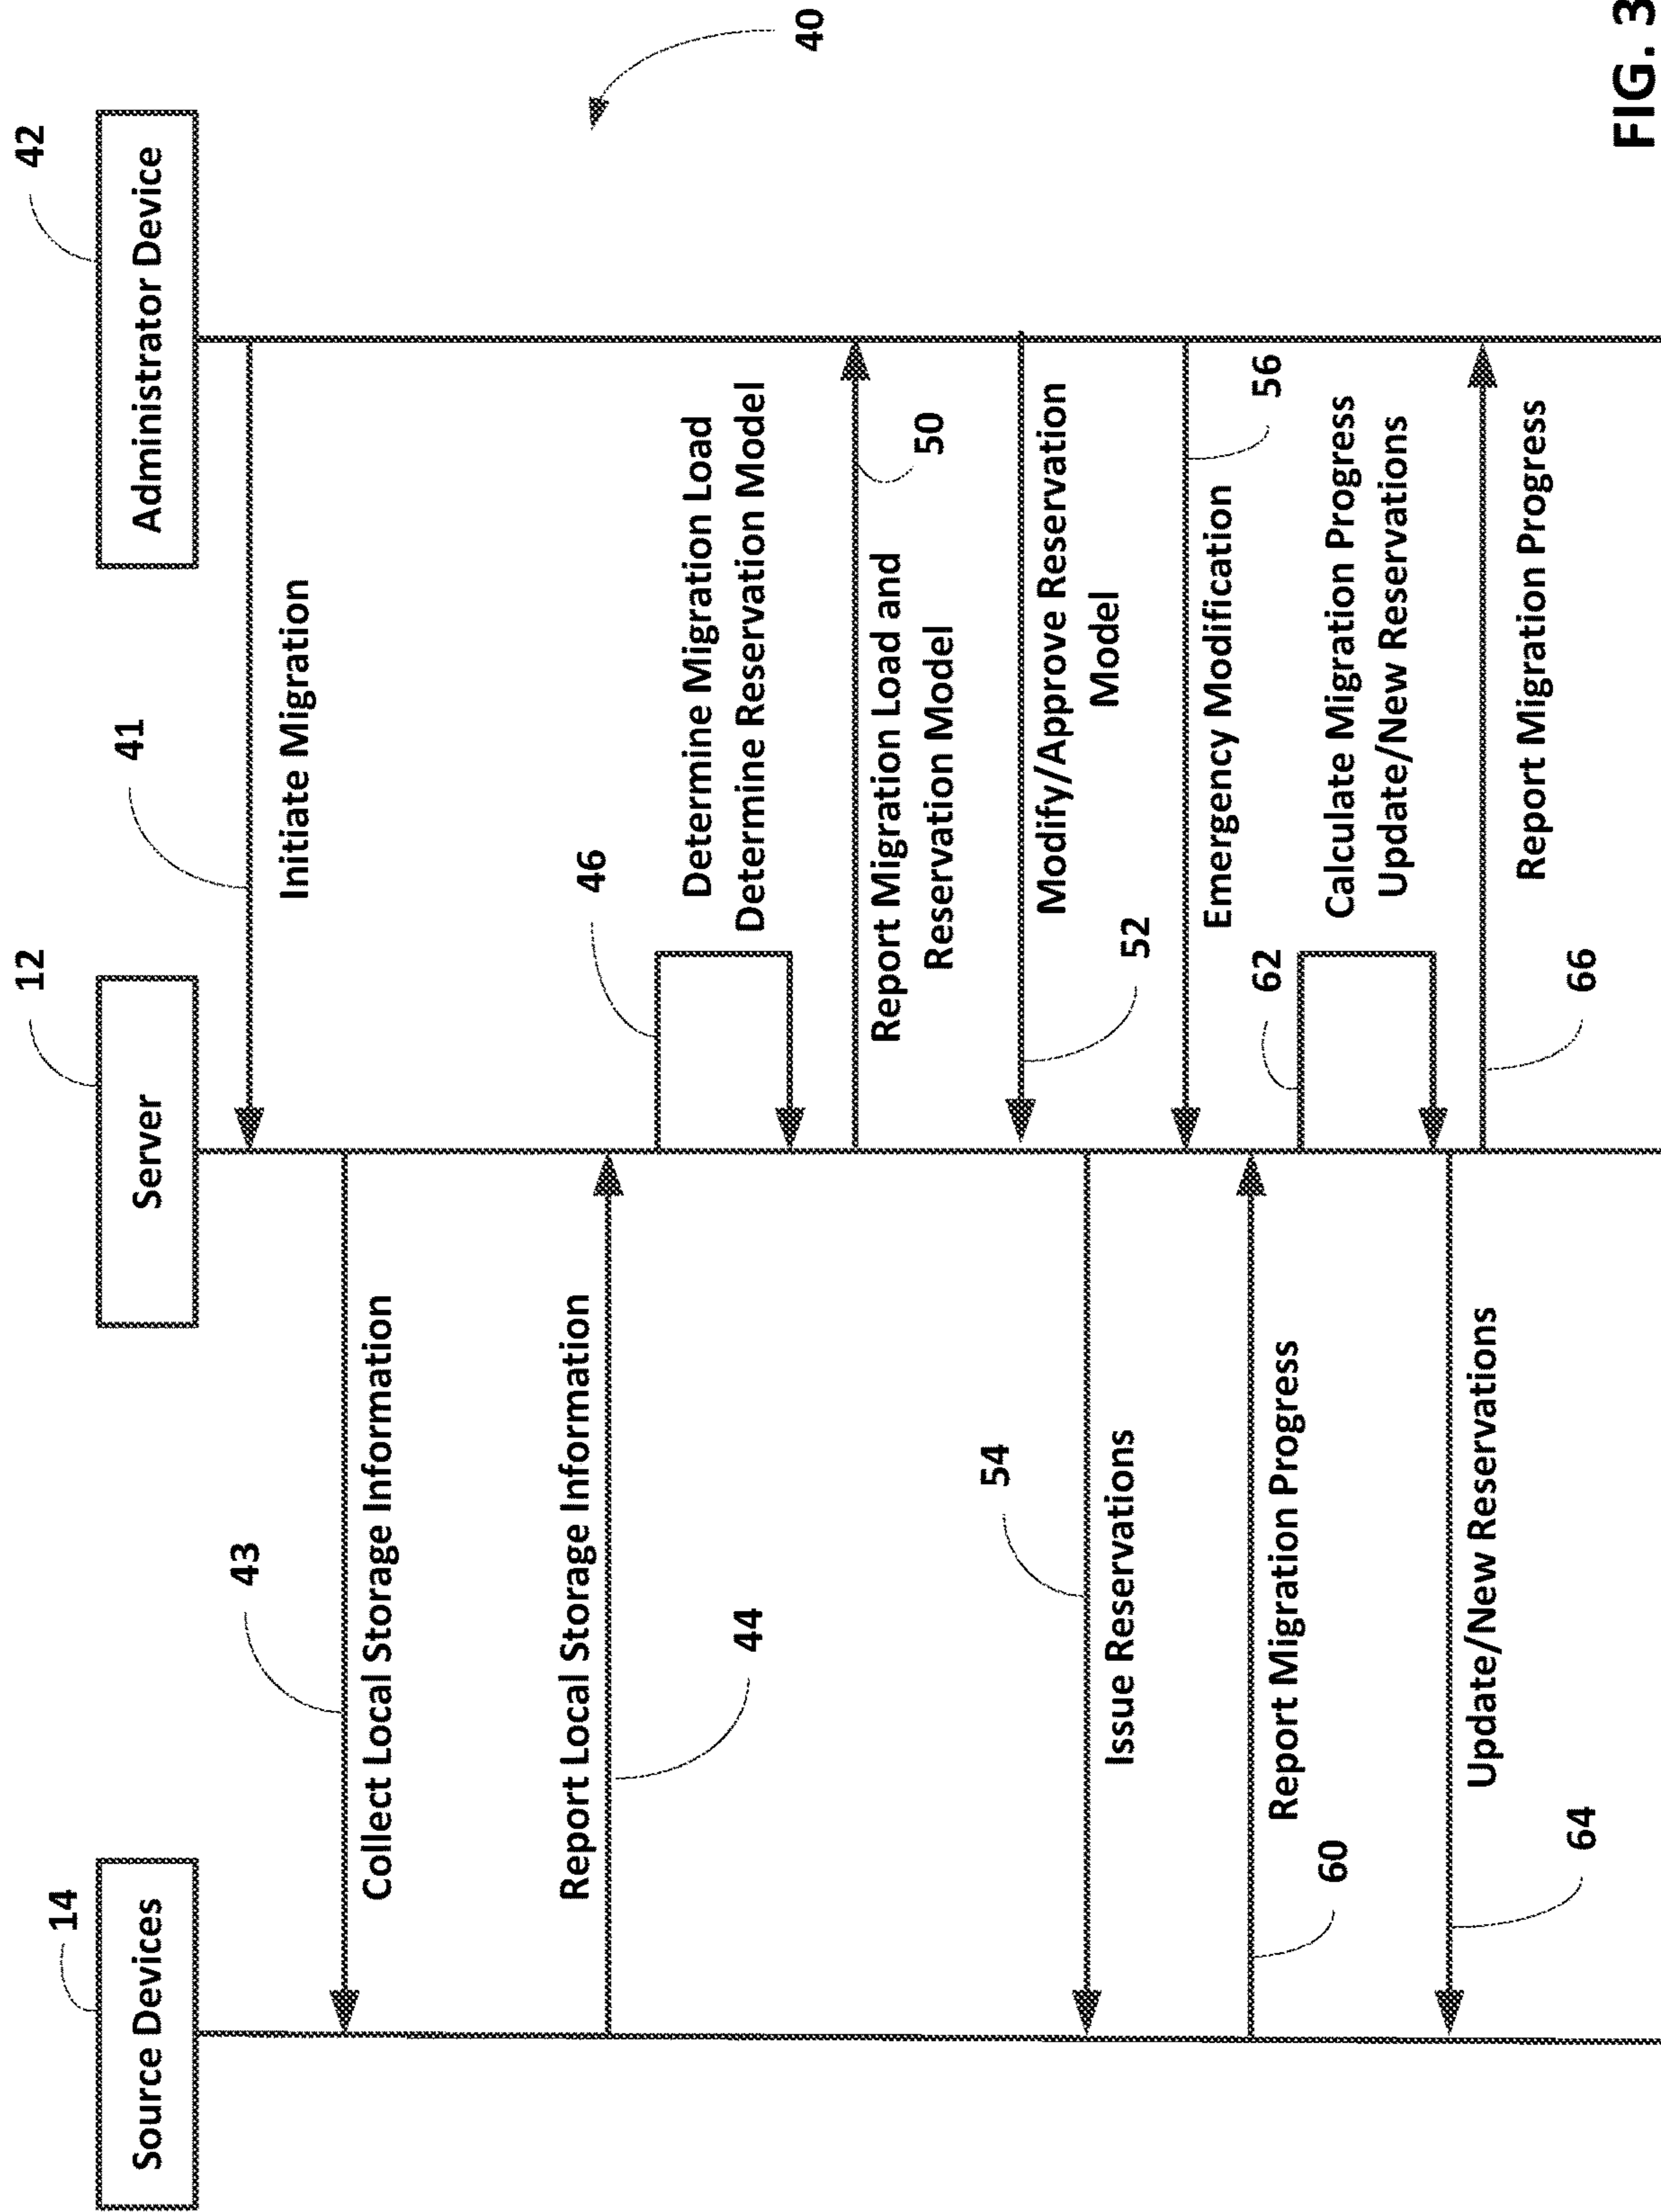 14
Source Devices
12
Server
42
Administrator Device
41
Initiate Migration
43
Collect Local Storage Information
40
Report Local Storage Information
44
46
Determine Migration Load
Determine Reservation Model
Report Migration Load and
Reservation Model
50
Modify/Approve Reservation
Model
52
54
Issue Reservations
Emergency Modification
56
Report Migration Progress
60
62
Calculate Migration Progress
Update/New Reservations
Update/New Reservations
64
Report Migration Progress
66
FIG. 3